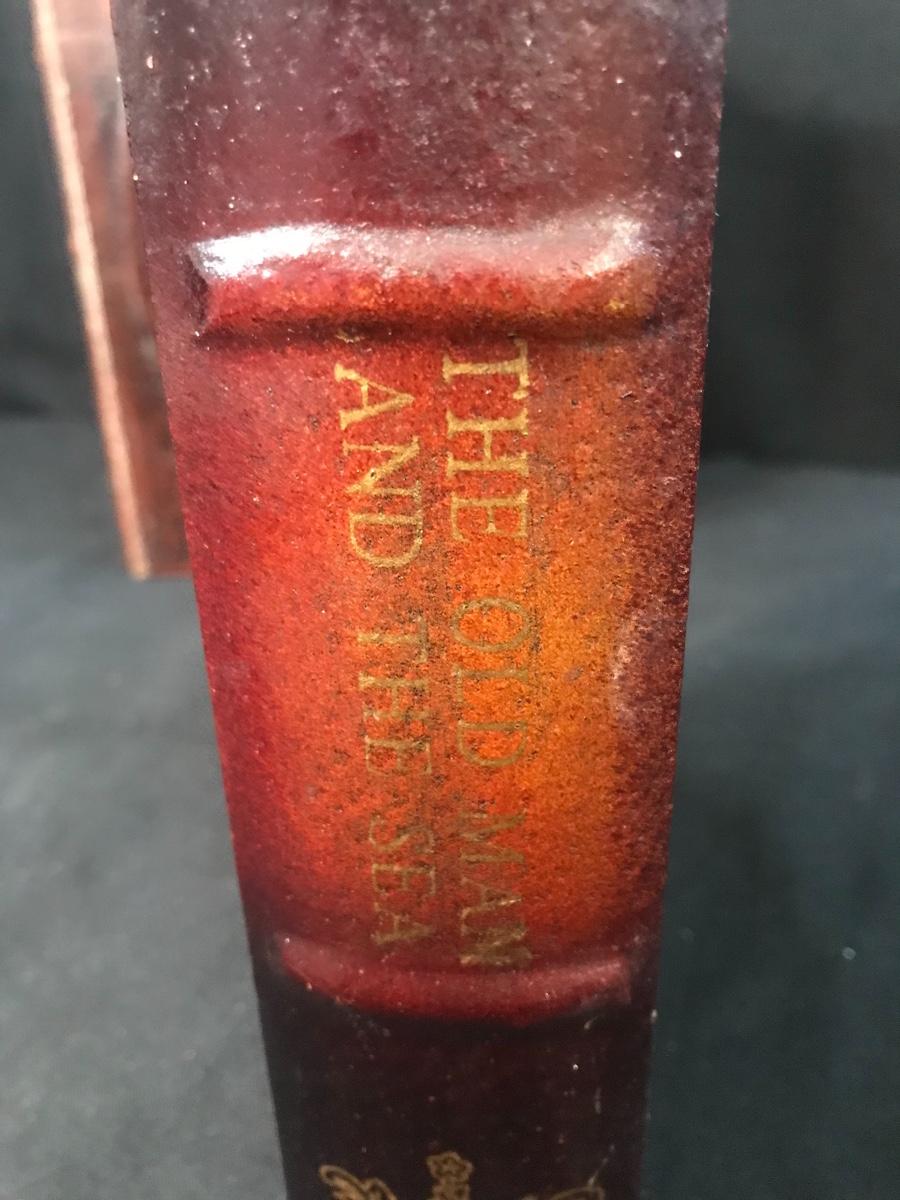 THE OLD MAN
AND THE SEA